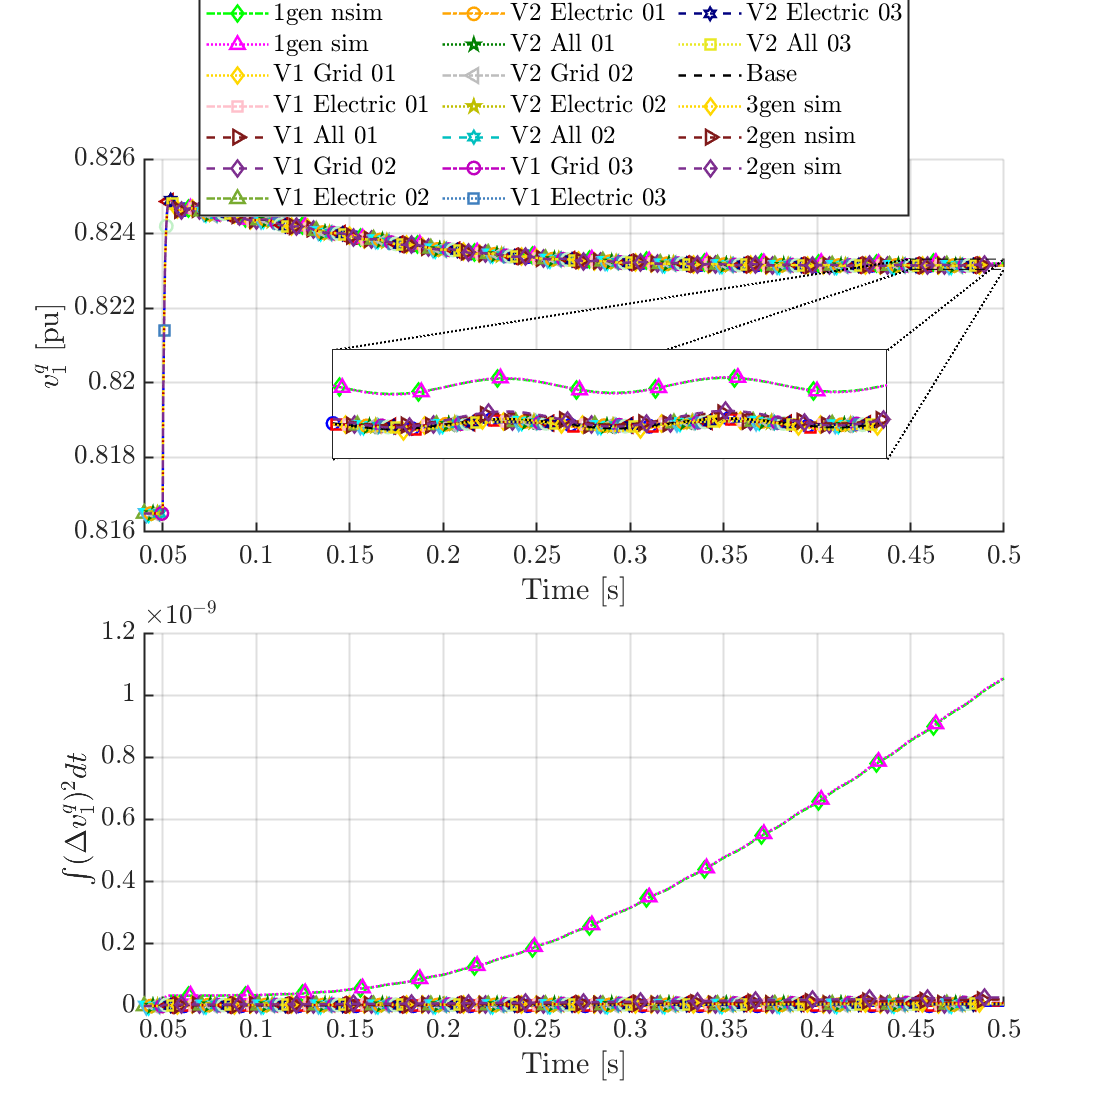 1gen nsim V2 Electric 01 V2 Electric 03
1gen sim V2 All 01 V2 All 03
V1 Grid 01 V2 Grid 02 Base
V1 Electric 01 V2 Electric 02 3gen sim
V1 All 01 V2 All 02 2gen nsim
V1 Grid 02 V1 Grid 03 2gen sim
V1 Electric 02 V1 Electric 03
0.826
0.824
0.822
0.82
0.818
0.816
v₁^q [pu]
0.05 0.1 0.15 0.2 0.25 0.3 0.35 0.4 0.45 0.5
Time [s]
×10⁻⁹
1.2
1
0.8
0.6
0.4
0.2
0
∫(Δv₁^q)²dt
0.05 0.1 0.15 0.2 0.25 0.3 0.35 0.4 0.45 0.5
Time [s]